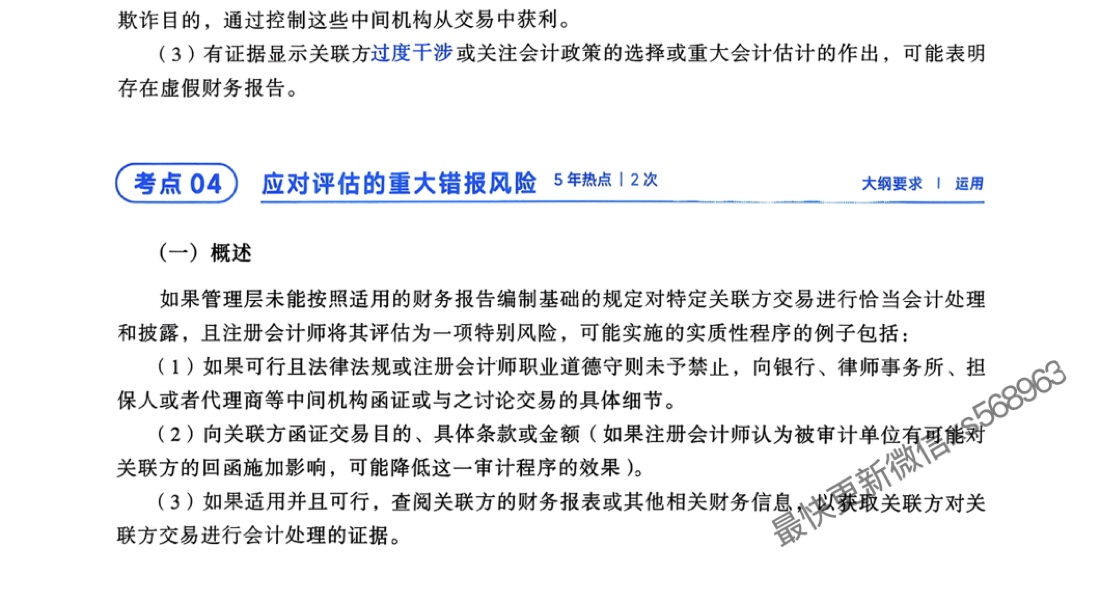 欺诈目的，通过控制这些中间机构从交易中获利。
（3）有证据显示关联方过度干涉或关注会计政策的选择或重大会计估计的作出，可能表明
存在虚假财务报告。
考点 04 应对评估的重大错报风险 5 年热点 | 2 次 大纲要求 | 运用
（一）概述
如果管理层未能按照适用的财务报告编制基础的规定对特定关联方交易进行恰当会计处理
和披露，且注册会计师将其评估为一项特别风险，可能实施的实质性程序的例子包括：
（1）如果可行且法律法规或注册会计师职业道德守则未予禁止，向银行、律师事务所、担
保人或者代理商等中间机构函证或与之讨论交易的具体细节。
（2）向关联方函证交易目的、具体条款或金额（如果注册会计师认为被审计单位有可能对
关联方的回函施加影响，可能降低这一审计程序的效果）。
（3）如果适用并且可行，查阅关联方的财务报表或其他相关财务信息，以获取关联方对关
联方交易进行会计处理的证据。
最快更新微信 s568963